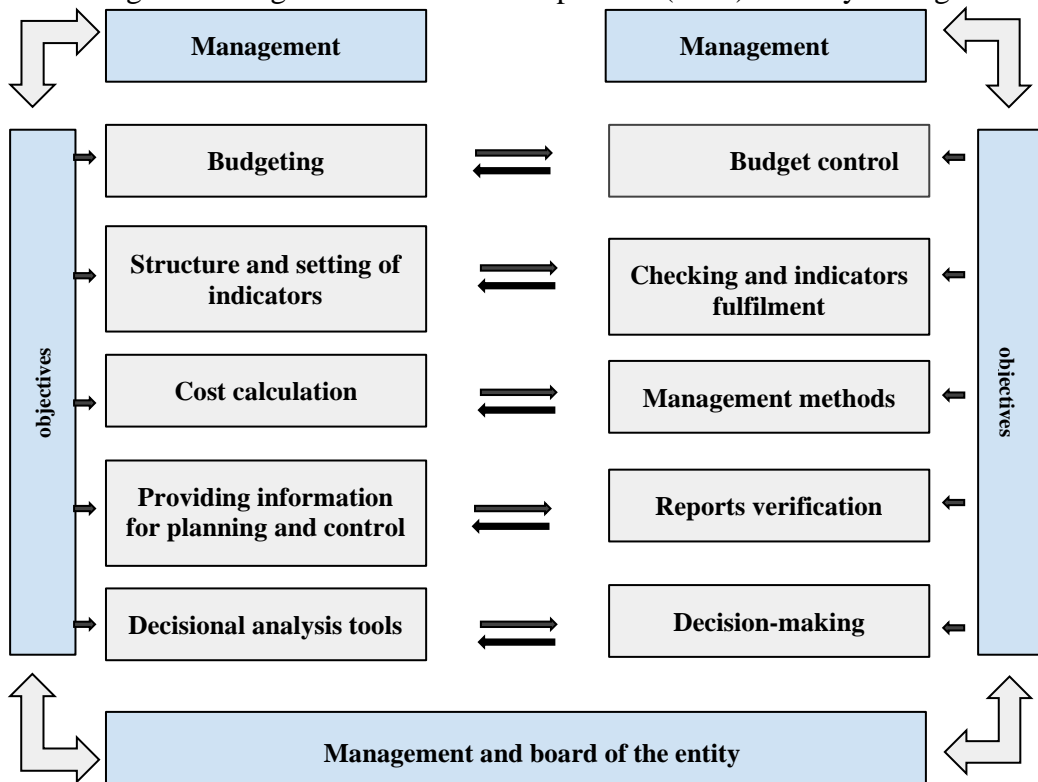 Management
Management
objectives
Budgeting
Budget control
objectives
Structure and setting of
indicators
Checking and indicators
fulfilment
Cost calculation
Management methods
Providing information
for planning and control
Reports verification
Decisional analysis tools
Decision-making
Management and board of the entity